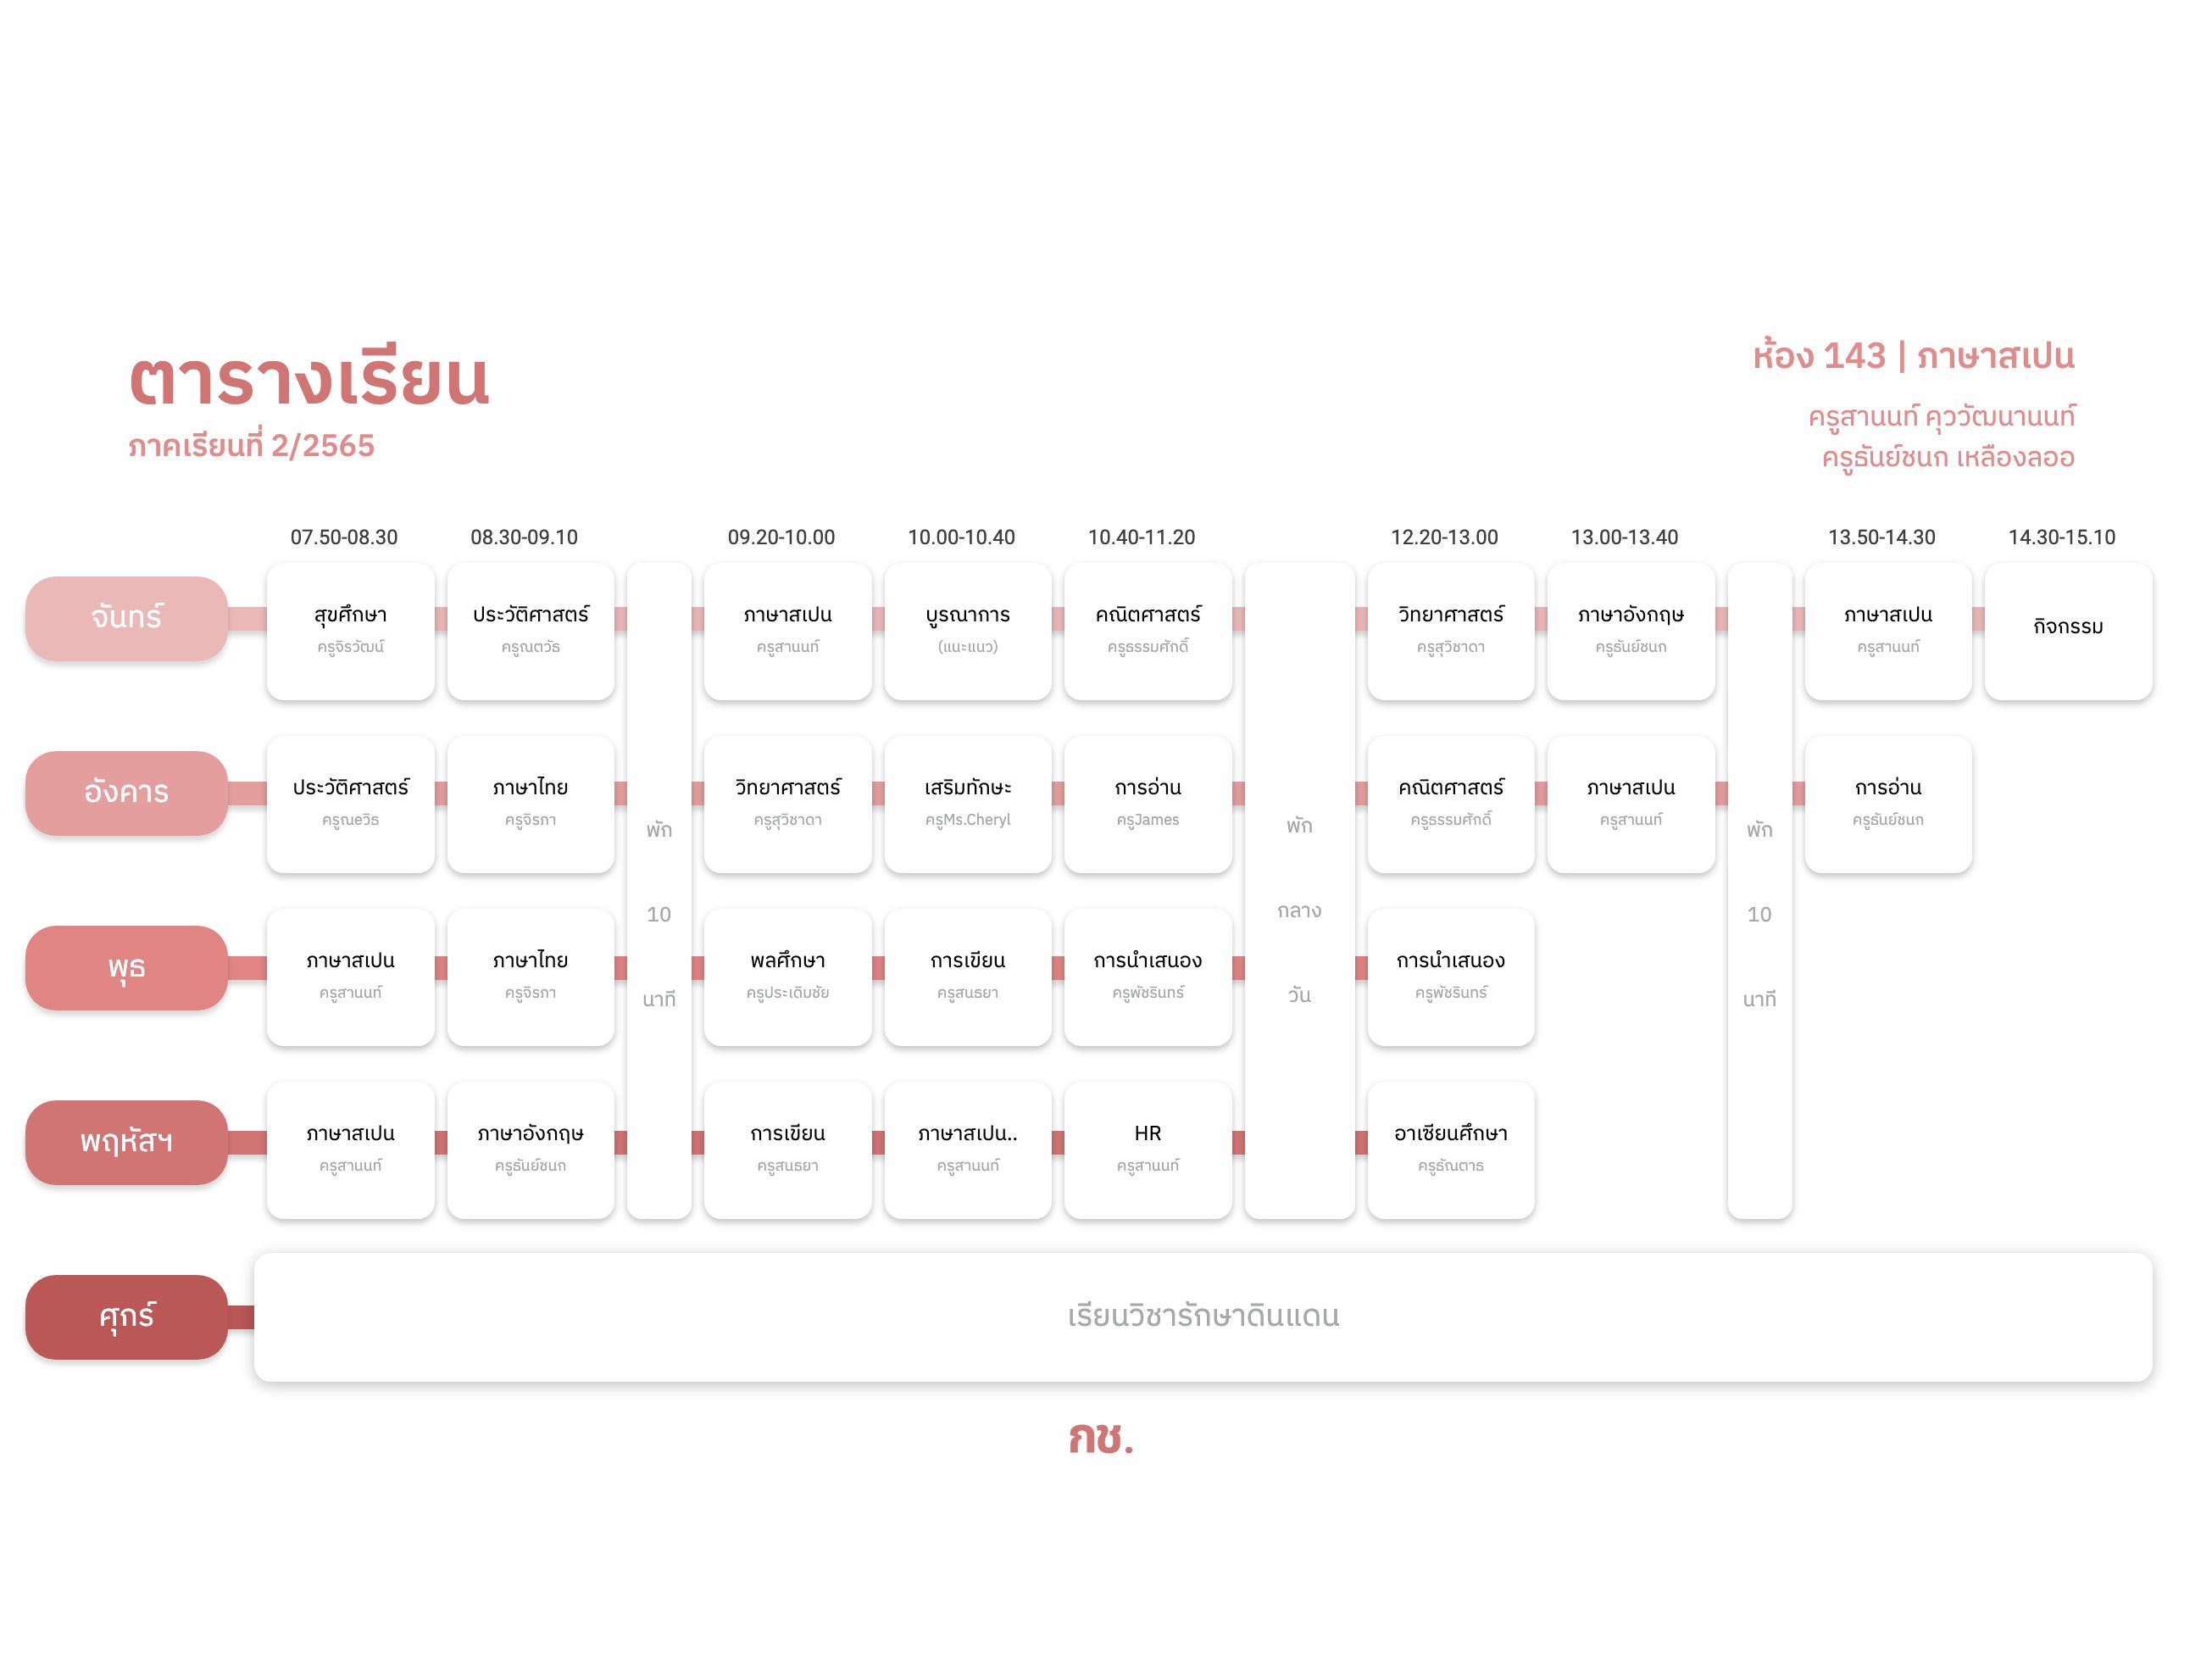 ตารางเรียน
ภาคเรียนที่ 2/2565
ห้อง 143 | ภาษาสเปน
ครูสานนท์ คุววัฒนานนท์
ครูธันย์ชนก เหลืองลออ
07.50-08.30 08.30-09.10 09.20-10.00 10.00-10.40 10.40-11.20 12.20-13.00 13.00-13.40 13.50-14.30 14.30-15.10
จันทร์
สุขศึกษา ประวัติศาสตร์ ภาษาสเปน บูรณาการ คณิตศาสตร์ วิทยาศาสตร์ ภาษาอังกฤษ ภาษาสเปน กิจกรรม
ครูจิรวัฒน์ ครูณตวัธ ครูสานนท์ (แนะแนว) ครูธรรมศักดิ์ ครูสุวิชาดา ครูธันย์ชนก ครูสานนท์
อังคาร
ประวัติศาสตร์ ภาษาไทย วิทยาศาสตร์ เสริมทักษะ การอ่าน คณิตศาสตร์ ภาษาสเปน การอ่าน
ครูณeวิธ ครูจิรภา ครูสุวิชาดา ครูMs.Cheryl ครูJames ครูธรรมศักดิ์ ครูสานนท์ ครูธันย์ชนก
พัก
10
นาที
พัก
กลาง
วัน
พัก
10
นาที
พุธ
ภาษาสเปน ภาษาไทย พลศึกษา การเขียน การนำเสนอง การนำเสนอง
ครูสานนท์ ครูจิรภา ครูประเดิมชัย ครูสนธยา ครูพัชรินทร์ ครูพัชรินทร์
พฤหัสฯ
ภาษาสเปน ภาษาอังกฤษ การเขียน ภาษาสเปน.. HR อาเซียนศึกษา
ครูสานนท์ ครูธันย์ชนก ครูสนธยา ครูสานนท์ ครูสานนท์ ครูธัณตาธ
ศุกร์
เรียนวิชารักษาดินแดน
กช.